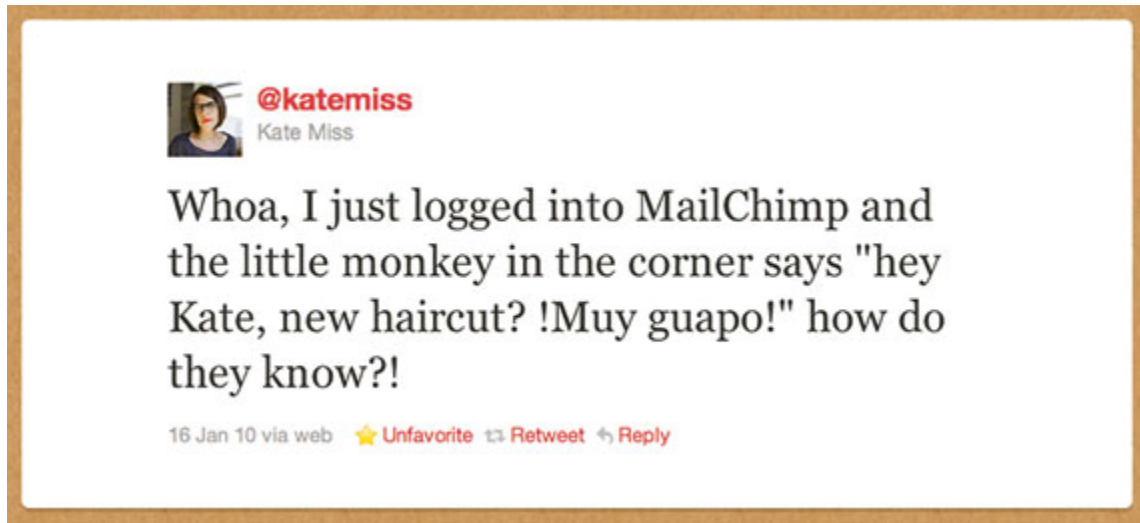 @katemiss
Kate Miss
Whoa, I just logged into MailChimp and
the little monkey in the corner says "hey
Kate, new haircut? !Muy guapo!" how do
they know?!
16 Jan 10 via web Unfavorite Retweet Reply